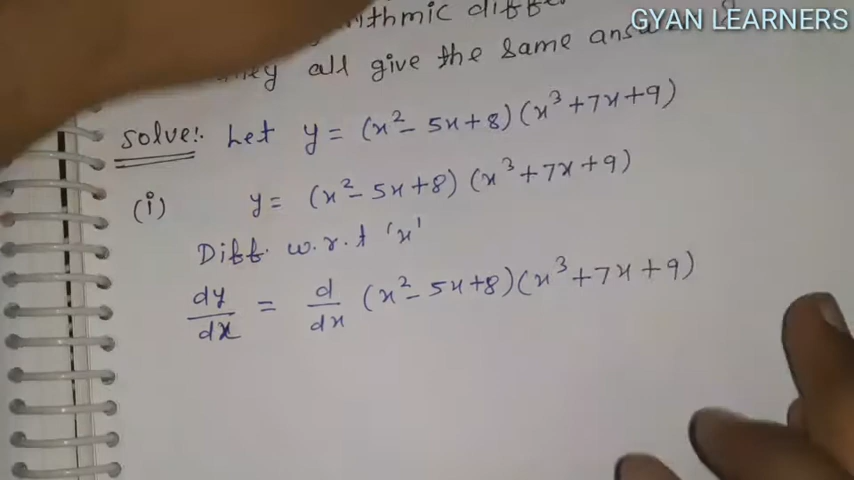 GYAN LEARNERS
all give the same
Solve:. Let y = (x² - 5x + 8) (x³ + 7x + 9)
(i) y = (x² - 5x + 8) (x³ + 7x + 9)
Diff. w.r.t 'x'
dy/dx = d/dx (x² - 5x + 8) (x³ + 7x + 9)